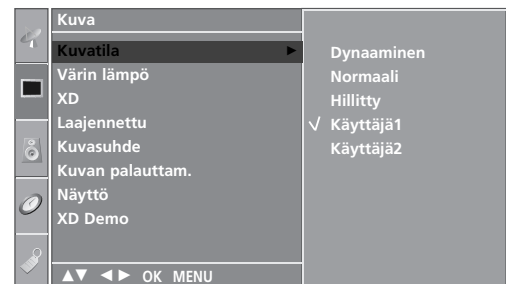 Kuva
Kuvatila ►
Värin lämpö
XD
Laajennettu
Kuvasuhde
Kuvan palauttam.
Näyttö
XD Demo
▲▼ ◄► OK MENU
Dynaaminen
Normaali
Hillitty
√ Käyttäjä1
Käyttäjä2